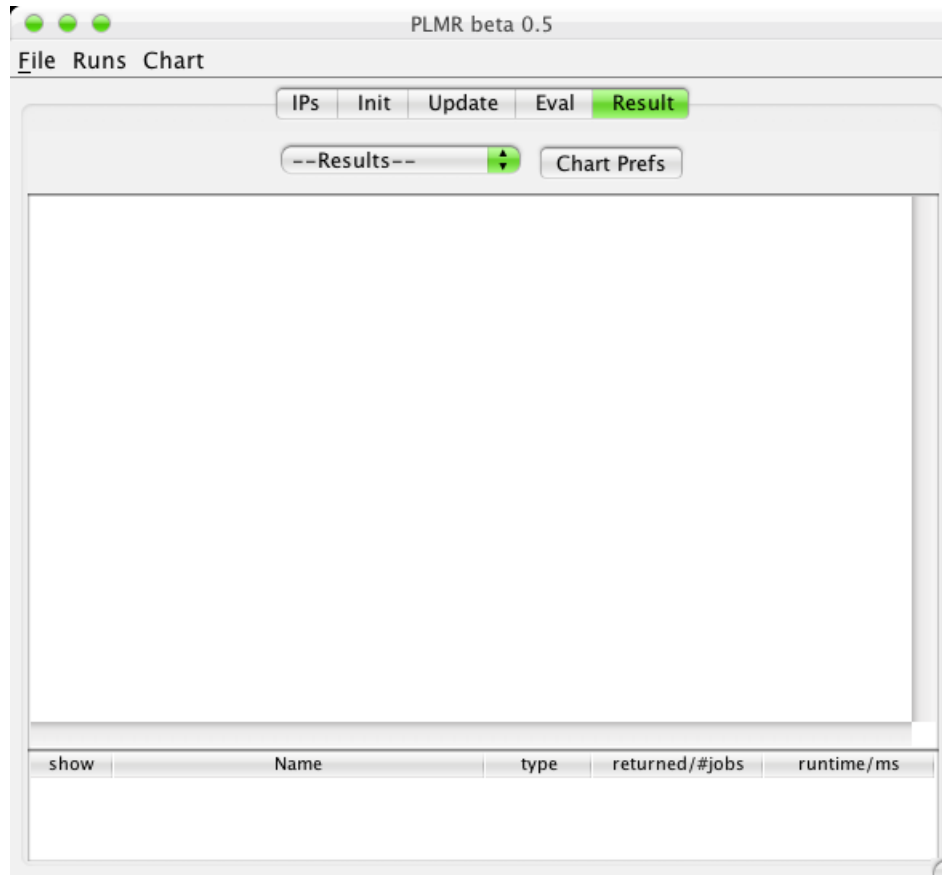 PLMR beta 0.5
File Runs Chart
IPs Init Update Eval Result
--Results-- Chart Prefs
show Name type returned/#jobs runtime/ms